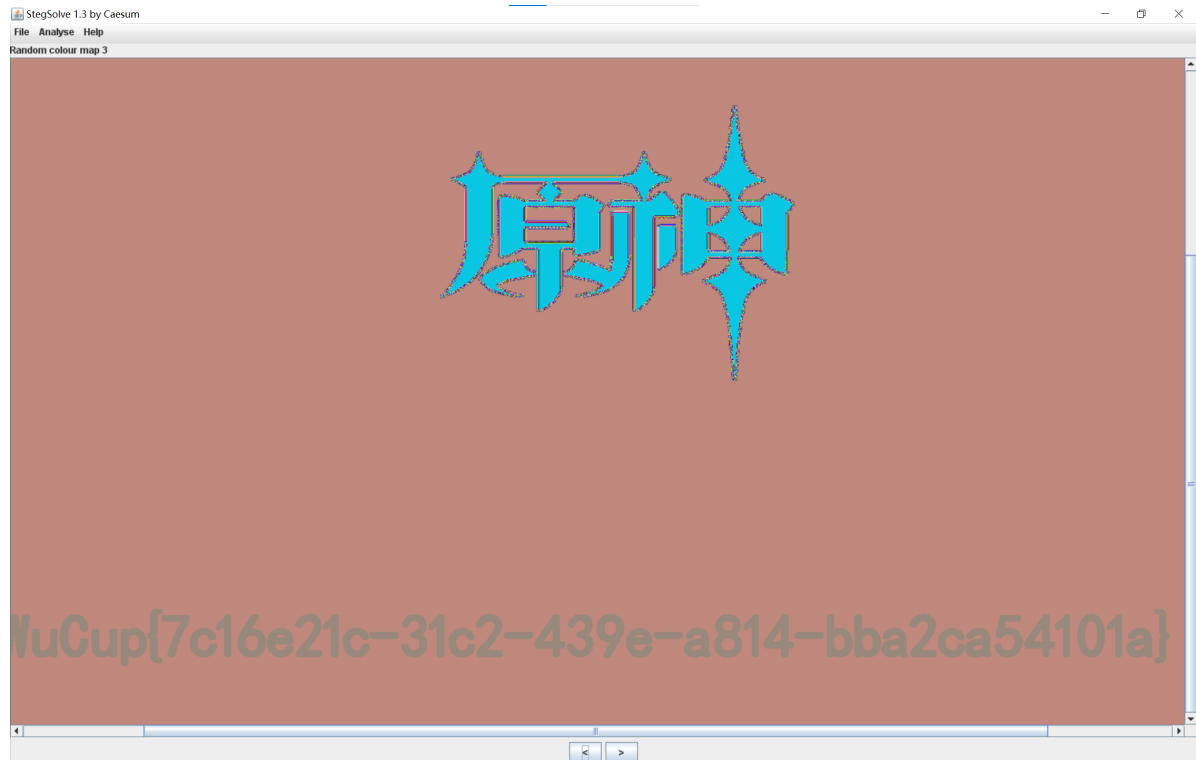 StegSolve 1.3 by Caesum
File Analyse Help
Random colour map 3
原神
WuCup{7c16e21c-31c2-439e-a814-bba2ca54101a}
< >